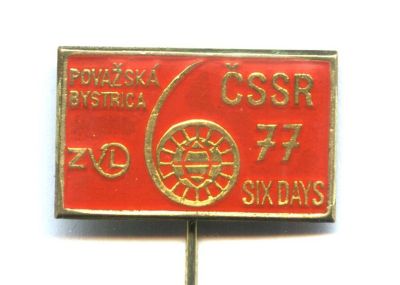 POVAŽSKÁ
BYSTRICA
ZVL
ČSSR
77
SIX DAYS